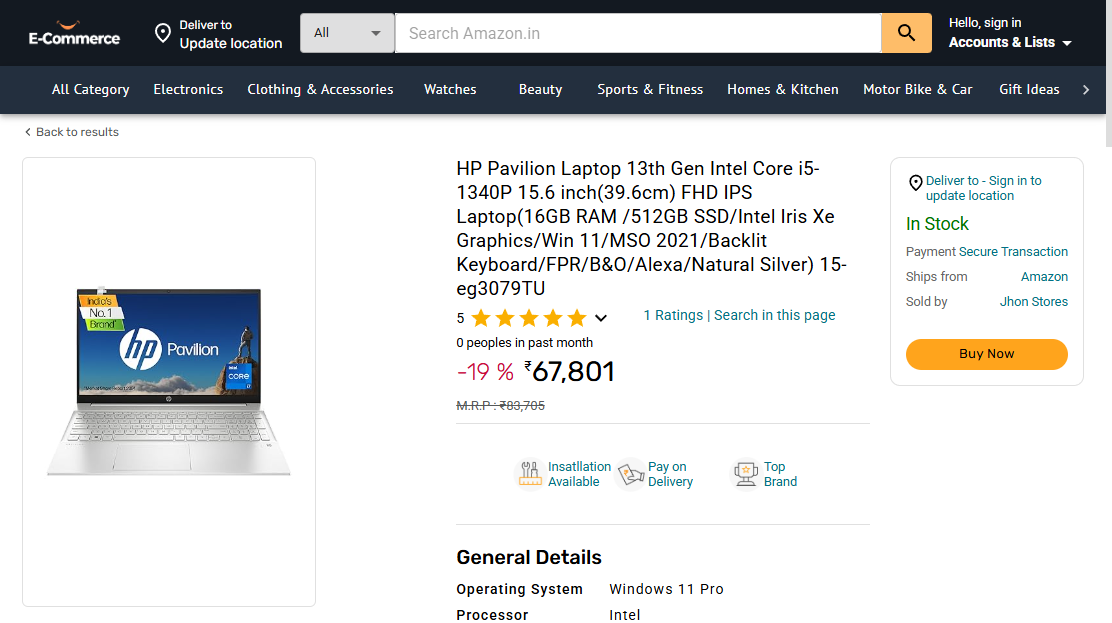 E-Commerce
Deliver to
Update location
All
Search Amazon.in
Hello, sign in
Accounts & Lists
All Category Electronics Clothing & Accessories Watches Beauty Sports & Fitness Homes & Kitchen Motor Bike & Car Gift Ideas
Back to results
India's
No.1
Brand
hp Pavilion
intel
CORE
i7
HP Pavilion Laptop 13th Gen Intel Core i5-
1340P 15.6 inch(39.6cm) FHD IPS
Laptop(16GB RAM /512GB SSD/Intel Iris Xe
Graphics/Win 11/MSO 2021/Backlit
Keyboard/FPR/B&O/Alexa/Natural Silver) 15-
eg3079TU
5
1 Ratings | Search in this page
0 peoples in past month
-19 % ₹67,801
M.R.P : ₹83,705
Insatllation
Available
Pay on
Delivery
Top
Brand
General Details
Operating System Windows 11 Pro
Processor Intel
Deliver to - Sign in to
update location
In Stock
Payment Secure Transaction
Ships from Amazon
Sold by Jhon Stores
Buy Now